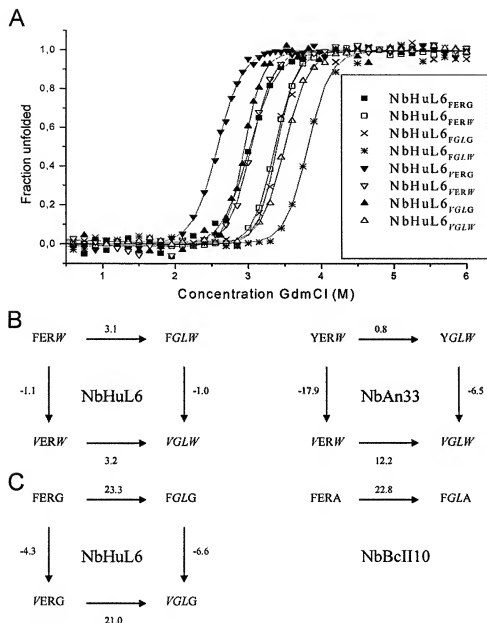 A
1,0
0,8
0,6
0,4
0,2
0,0
Fraction unfolded
1 2 3 4 5 6
Concentration GdmCl (M)
NbHuL6FERG
NbHuL6FERW
NbHuL6FGLG
NbHuL6FGLW
NbHuL6VERG
NbHuL6VERW
NbHuL6VGLG
NbHuL6VGLW
B
FERW 3.1 FGLW YERW 0.8 YGLW
-1.1 NbHuL6 -1.0 -17.9 NbAn33 -6.5
VERW VGLW VERW VGLW
3.2 12.2
C
FERG 23.3 FGLG FERA 22.8 FGLA
-4.3 NbHuL6 -6.6 NbBcII10
VERG VGLG
21.0